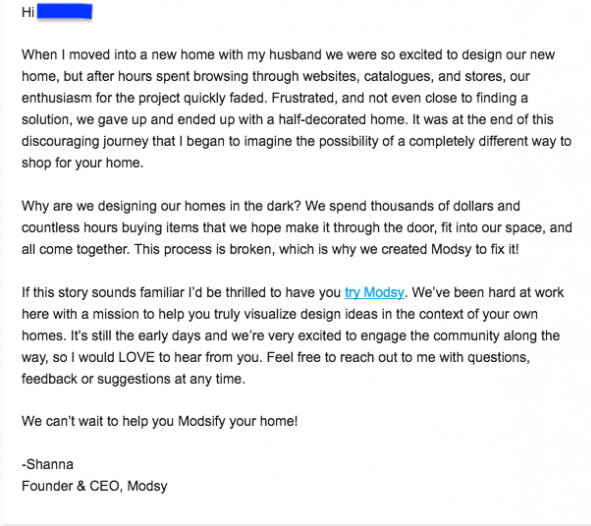 Hi
When I moved into a new home with my husband we were so excited to design our new
home, but after hours spent browsing through websites, catalogues, and stores, our
enthusiasm for the project quickly faded. Frustrated, and not even close to finding a
solution, we gave up and ended up with a half-decorated home. It was at the end of this
discouraging journey that I began to imagine the possibility of a completely different way to
shop for your home.
Why are we designing our homes in the dark? We spend thousands of dollars and
countless hours buying items that we hope make it through the door, fit into our space, and
all come together. This process is broken, which is why we created Modsy to fix it!
If this story sounds familiar I'd be thrilled to have you try Modsy. We've been hard at work
here with a mission to help you truly visualize design ideas in the context of your own
homes. It's still the early days and we're very excited to engage the community along the
way, so I would LOVE to hear from you. Feel free to reach out to me with questions,
feedback or suggestions at any time.
We can't wait to help you Modsify your home!
-Shanna
Founder & CEO, Modsy